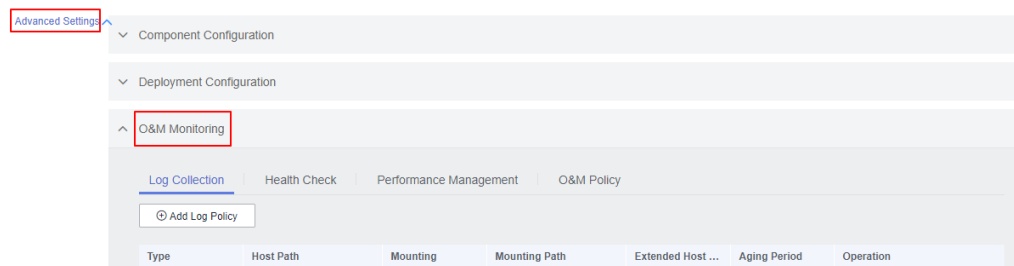 Advanced Settings
Component Configuration
Deployment Configuration
O&M Monitoring
Log Collection Health Check Performance Management O&M Policy
Add Log Policy
Type Host Path Mounting Mounting Path Extended Host ... Aging Period Operation